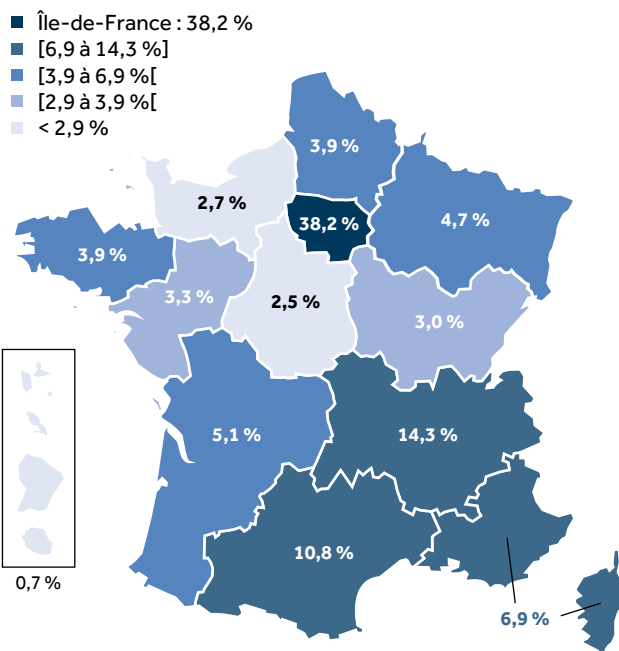 Île-de-France : 38,2 %
[6,9 à 14,3 %]
[3,9 à 6,9 %[
[2,9 à 3,9 %[
< 2,9 %
3,9 %
2,7 %
38,2 %
4,7 %
3,9 %
3,3 %
2,5 %
3,0 %
5,1 %
14,3 %
10,8 %
0,7 %
6,9 %